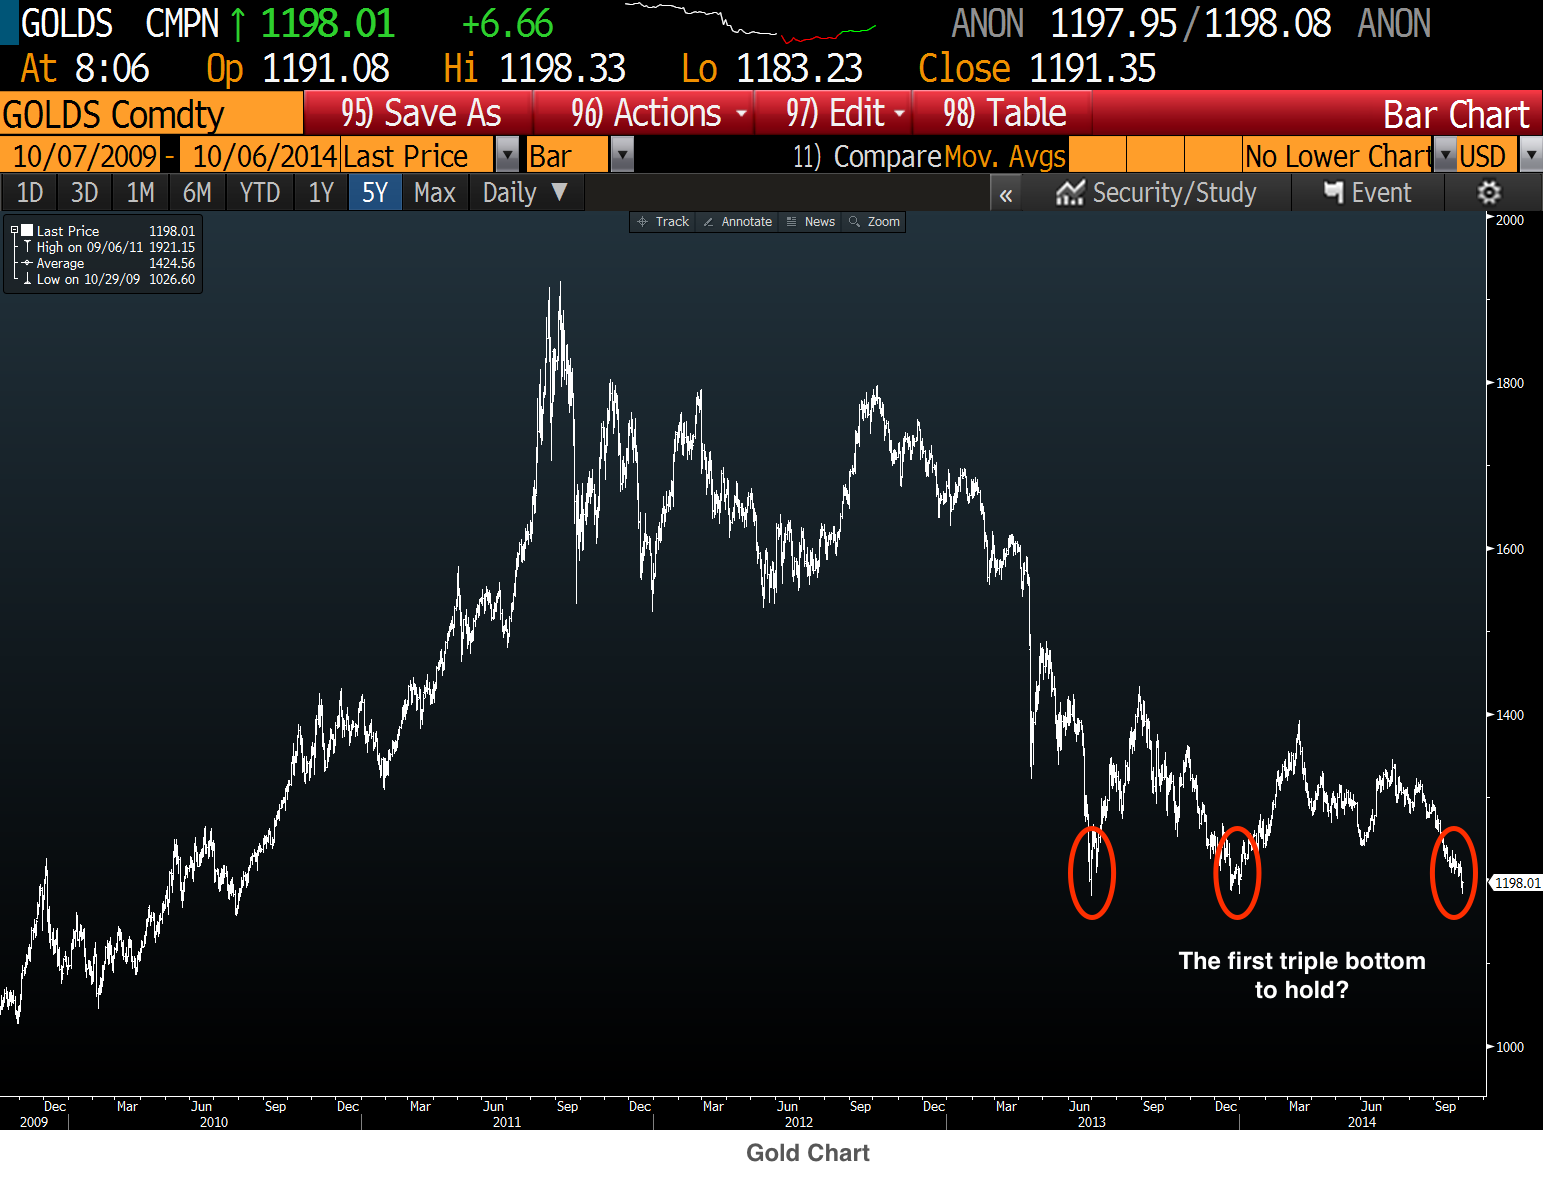 GOLDS CMPN ↑ 1198.01 +6.66 ANON 1197.95/1198.08 ANON
At 8:06 Op 1191.08 Hi 1198.33 Lo 1183.23 Close 1191.35
GOLDS Comdty 95) Save As 96) Actions 97) Edit 98) Table Bar Chart
10/07/2009 - 10/06/2014 Last Price Bar 11) Compare Mov. Avgs No Lower Chart USD
1D 3D 1M 6M YTD 1Y 5Y Max Daily ▼ « Security/Study Event
Track Annotate News Zoom
Last Price 1198.01
High on 09/06/11 1921.15
Average 1424.56
Low on 10/29/09 1026.60
2000
1800
1600
1400
1198.01
The first triple bottom
to hold?
1000
Dec Mar Jun Sep Dec Mar Jun Sep Dec Mar Jun Sep Dec Mar Jun Sep Dec Mar Jun Sep
2009 2010 2011 2012 2013 2014
Gold Chart